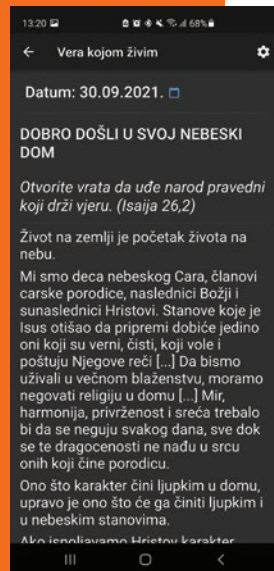 13:20 68%
Vera kojom živim
Datum: 30.09.2021.
DOBRO DOŠLI U SVOJ NEBESKI
DOM
Otvorite vrata da uđe narod pravedni
koji drži vjeru. (Isaija 26,2)
Život na zemlji je početak života na
nebu.
Mi smo deca nebeskog Cara, članovi
carske porodice, naslednici Božji i
sunaslednici Hristovi. Stanove koje je
Isus otišao da pripremi dobiće jedino
oni koji su verni, čisti, koji vole i
poštuju Njegove reči [...] Da bismo
uživali u večnom blaženstvu, moramo
negovati religiju u domu [...] Mir,
harmonija, privrženost i sreća trebalo
bi da se neguju svakog dana, sve dok
se te dragocenosti ne nađu u srcu
onih koji čine porodicu.
Ono što karakter čini ljupkim u domu,
upravo je ono što će ga činiti ljupkim i
u nebeskim stanovima.
Ako ispoljavamo Hristov karakter